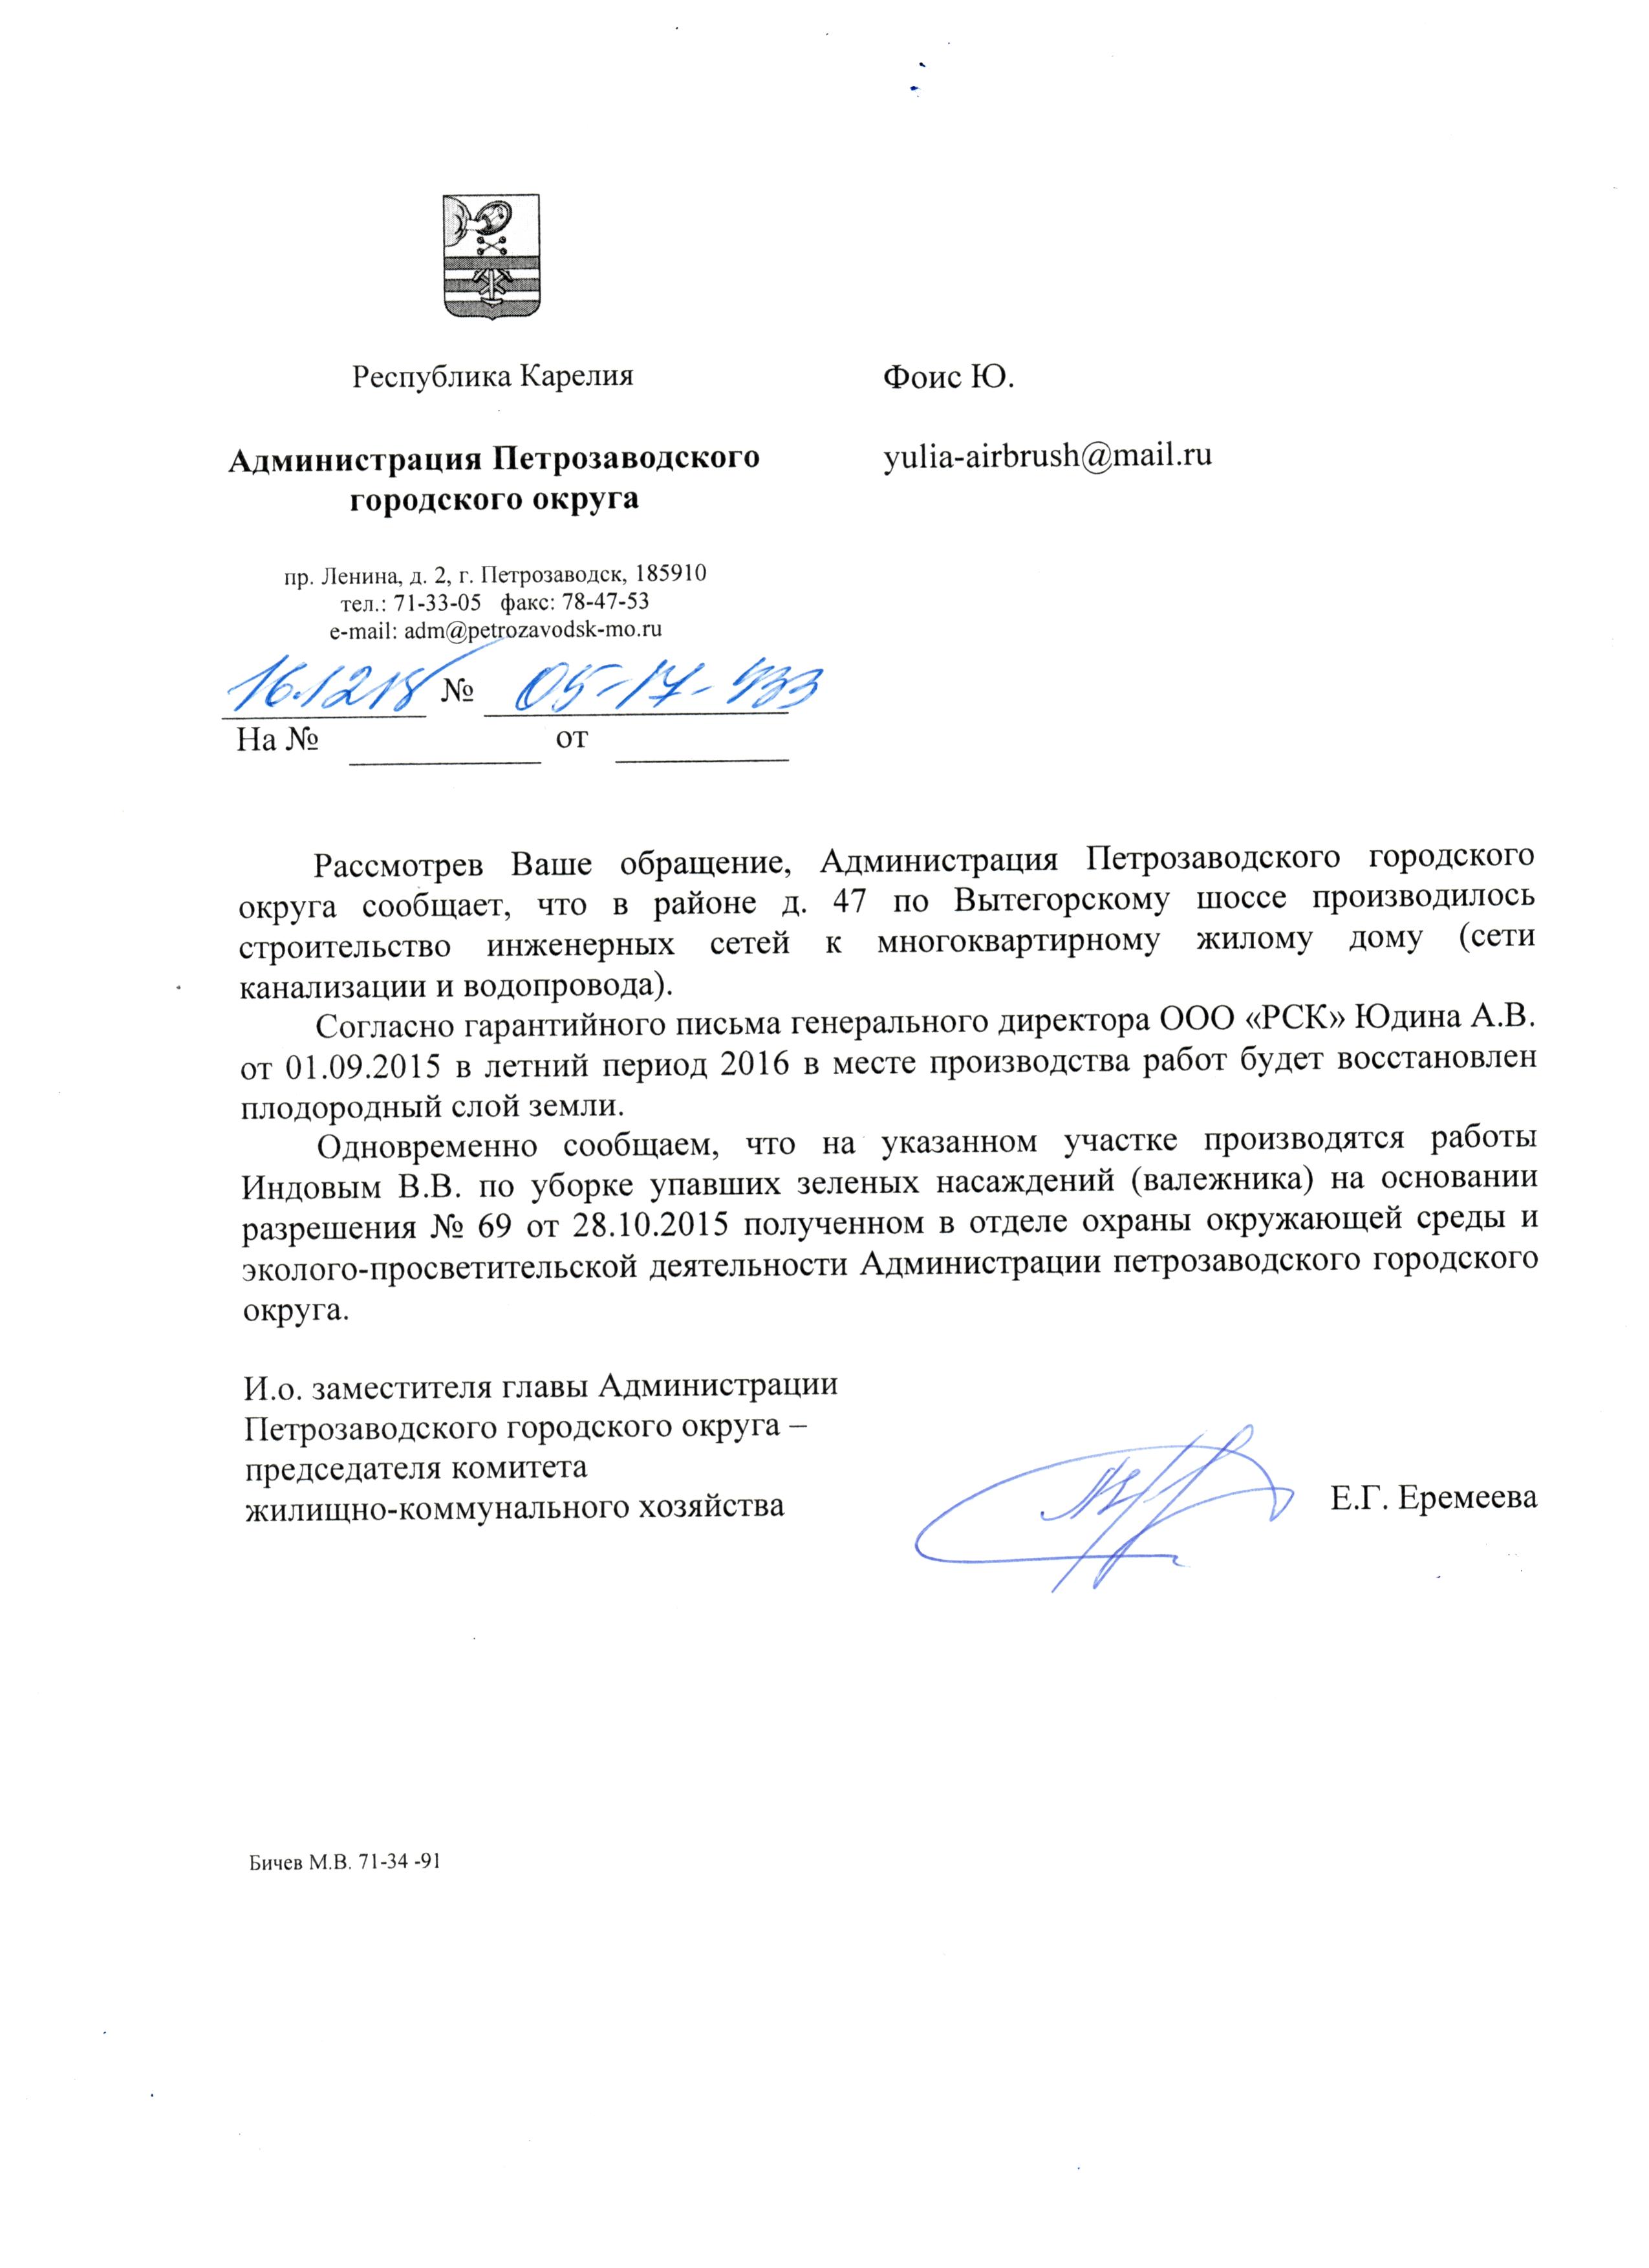 Республика Карелия
Фоис Ю.
Администрация Петрозаводского
городского округа
yulia-airbrush@mail.ru
пр. Ленина, д. 2, г. Петрозаводск, 185910
тел.: 71-33-05 факс: 78-47-53
e-mail: adm@petrozavodsk-mo.ru
№ 05-17-933
На № от
Рассмотрев Ваше обращение, Администрация Петрозаводского городского
округа сообщает, что в районе д. 47 по Вытегорскому шоссе производилось
строительство инженерных сетей к многоквартирному жилому дому (сети
канализации и водопровода).
Согласно гарантийного письма генерального директора ООО «РСК» Юдина А.В.
от 01.09.2015 в летний период 2016 в месте производства работ будет восстановлен
плодородный слой земли.
Одновременно сообщаем, что на указанном участке производятся работы
Индовым В.В. по уборке упавших зеленых насаждений (валежника) на основании
разрешения № 69 от 28.10.2015 полученном в отделе охраны окружающей среды и
эколого-просветительской деятельности Администрации петрозаводского городского
округа.
И.о. заместителя главы Администрации
Петрозаводского городского округа –
председателя комитета
жилищно-коммунального хозяйства
Е.Г. Еремеева
Бичев М.В. 71-34 -91